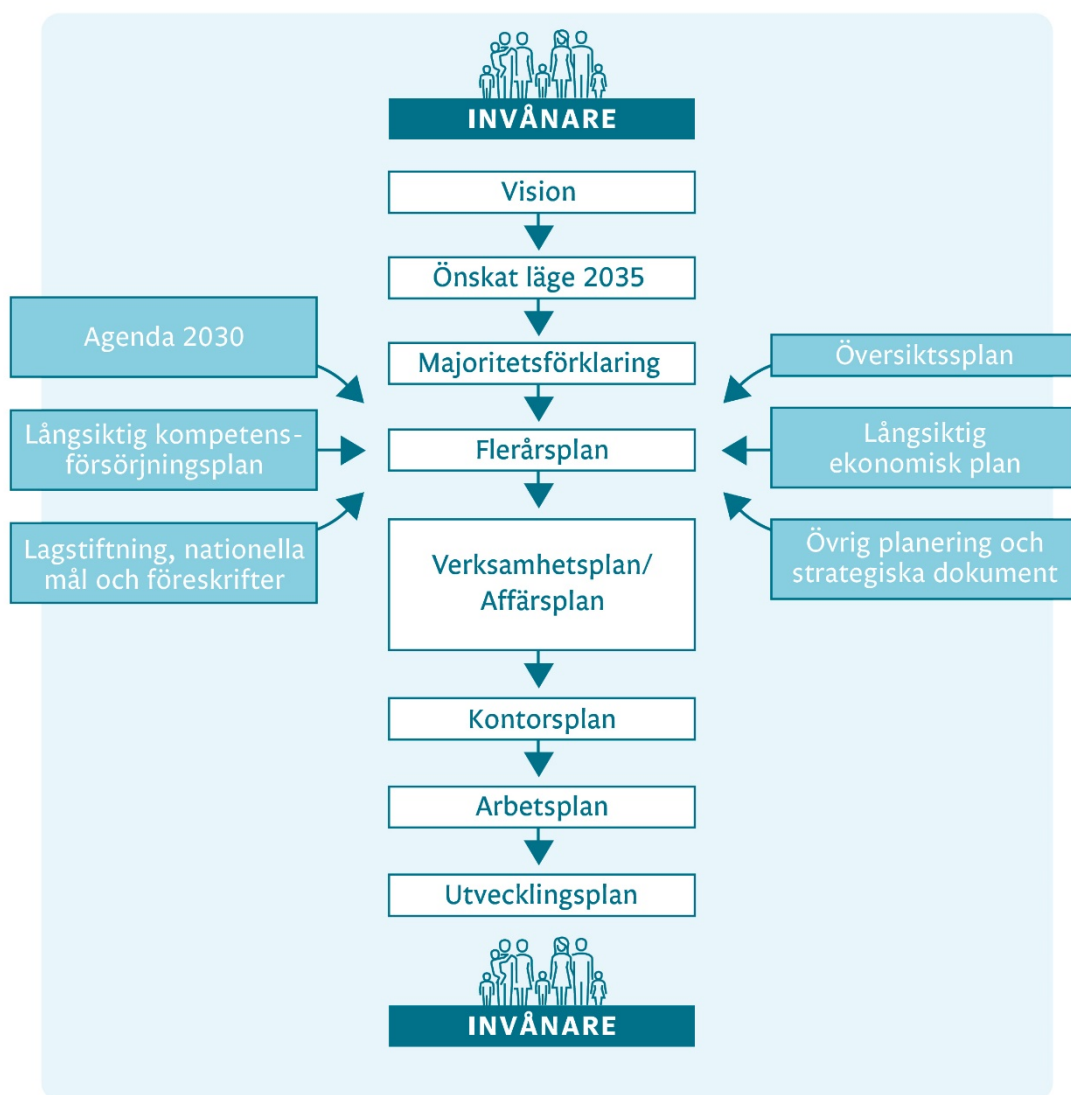 INVÅNARE
Vision
Önskat läge 2035
Majoritetsförklaring
Agenda 2030
Översiktssplan
Långsiktig kompetens-
försörjningsplan
Flerårsplan
Långsiktig
ekonomisk plan
Lagstiftning, nationella
mål och föreskrifter
Verksamhetsplan/
Affärsplan
Övrig planering och
strategiska dokument
Kontorsplan
Arbetsplan
Utvecklingsplan
INVÅNARE